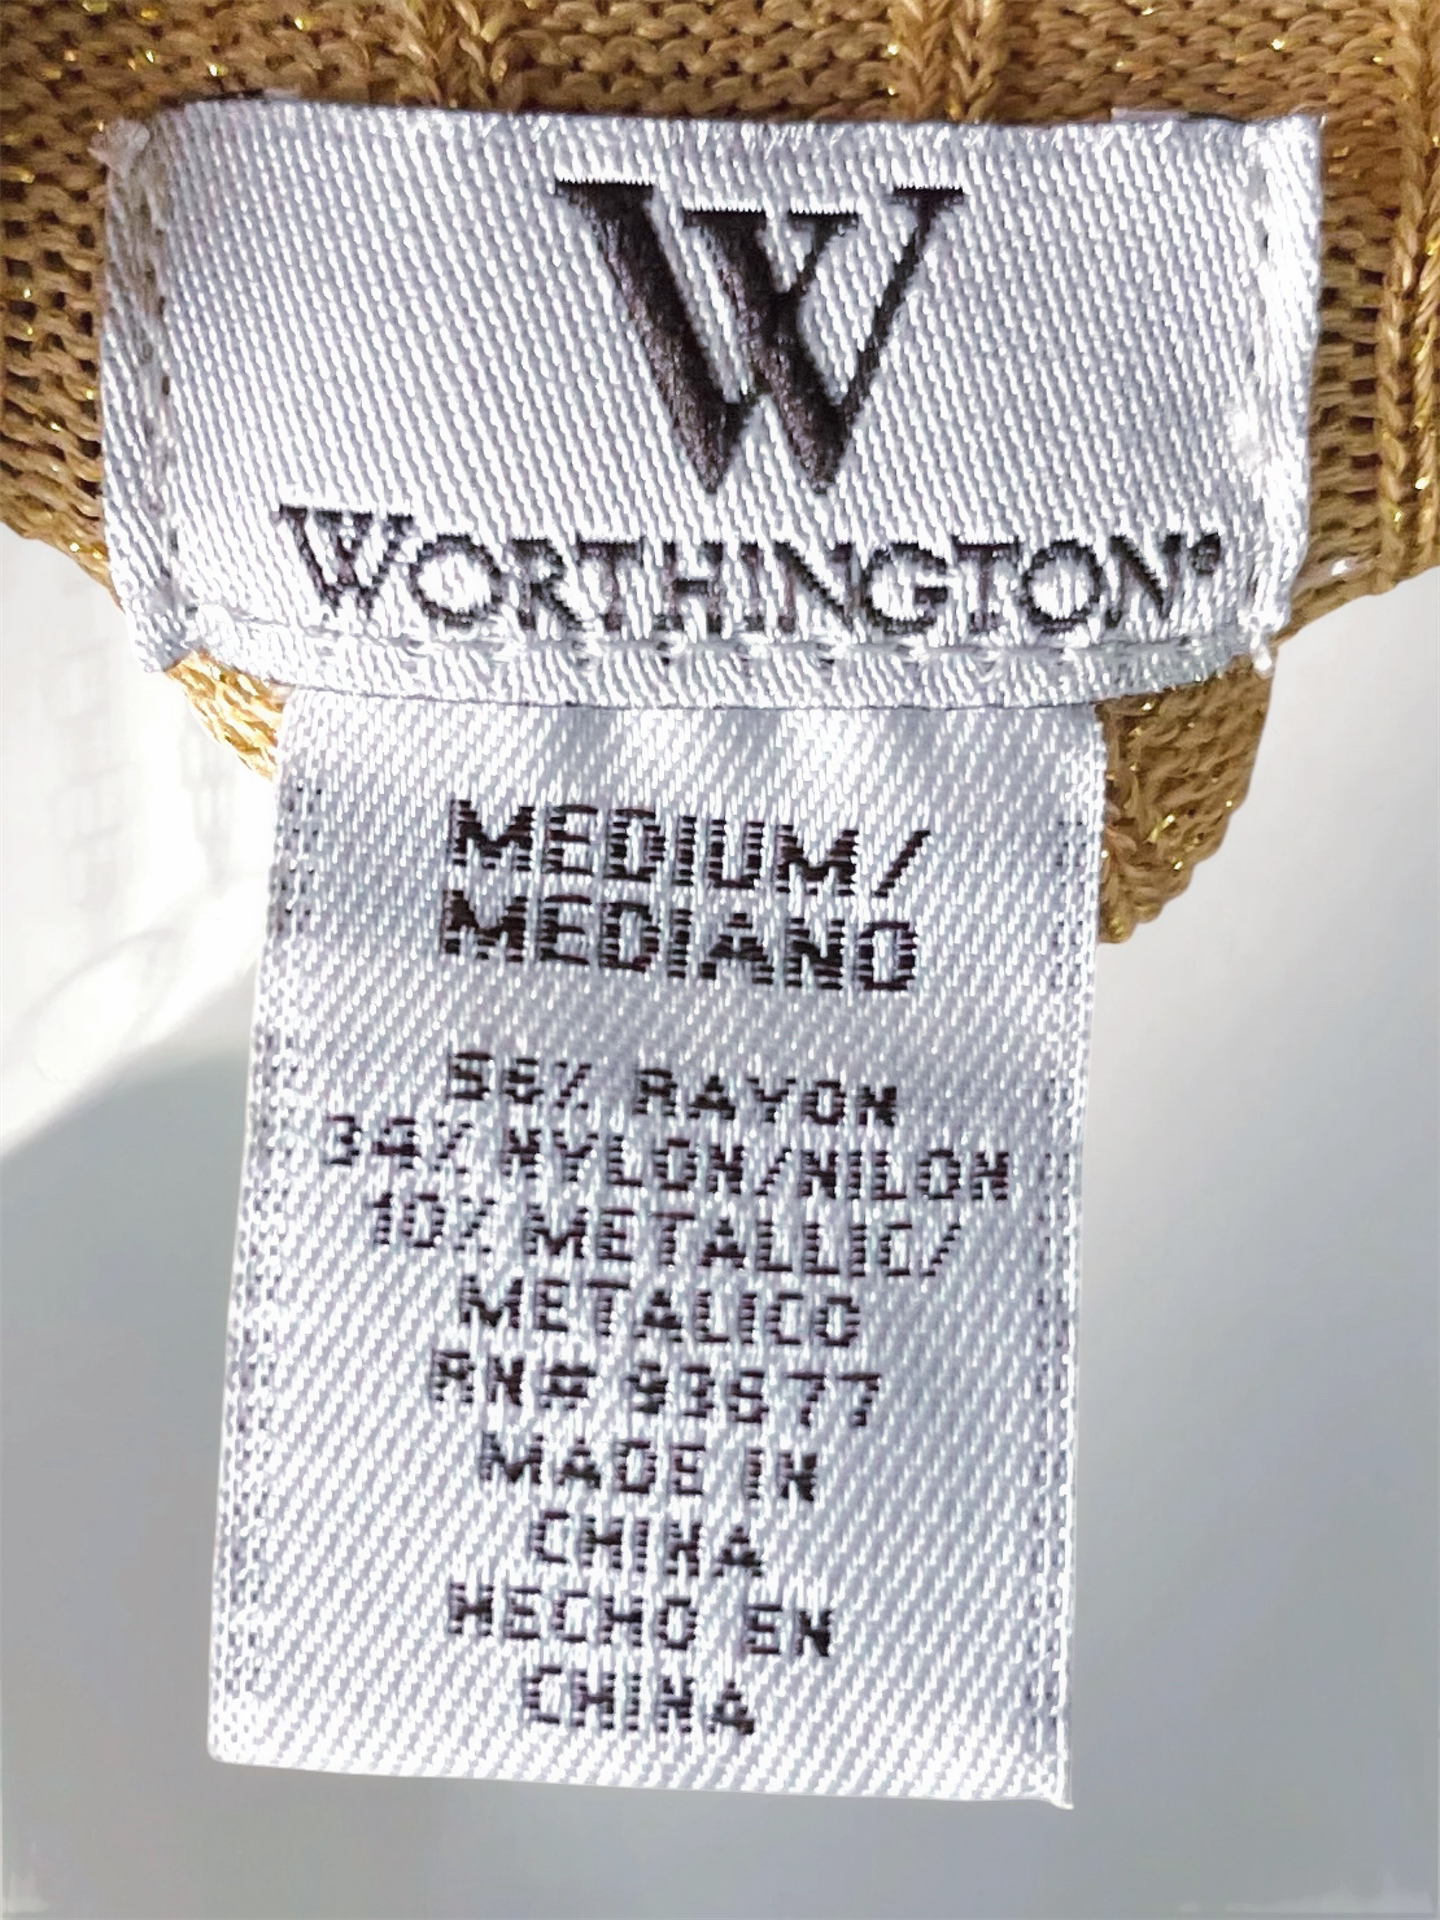 W
WORTHINGTON®
MEDIUM/
MEDIANO
56% RAYON
34% NYLON/NILON
10% METALLIC/
METALICO
RN# 93677
MADE IN
CHINA
HECHO EN
CHINA